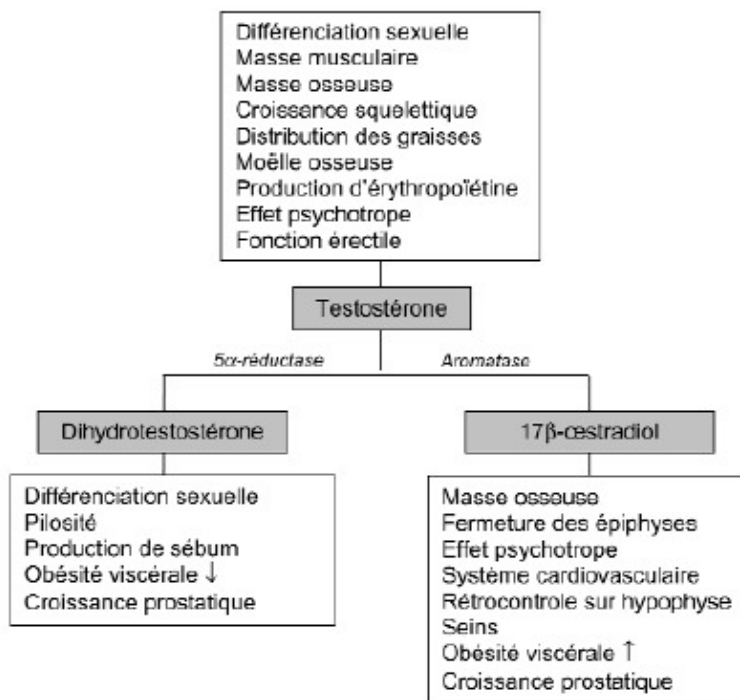 Différenciation sexuelle
Masse musculaire
Masse osseuse
Croissance squelettique
Distribution des graisses
Moëlle osseuse
Production d'érythropoïétine
Effet psychotrope
Fonction érectile
Testostérone
5α-réductase
Aromatase
Dihydrotestostérone
17β-œstradiol
Différenciation sexuelle
Pilosité
Production de sébum
Obésité viscérale ↓
Croissance prostatique
Masse osseuse
Fermeture des épiphyses
Effet psychotrope
Système cardiovasculaire
Rétrocontrole sur hypophyse
Seins
Obésité viscérale ↑
Croissance prostatique